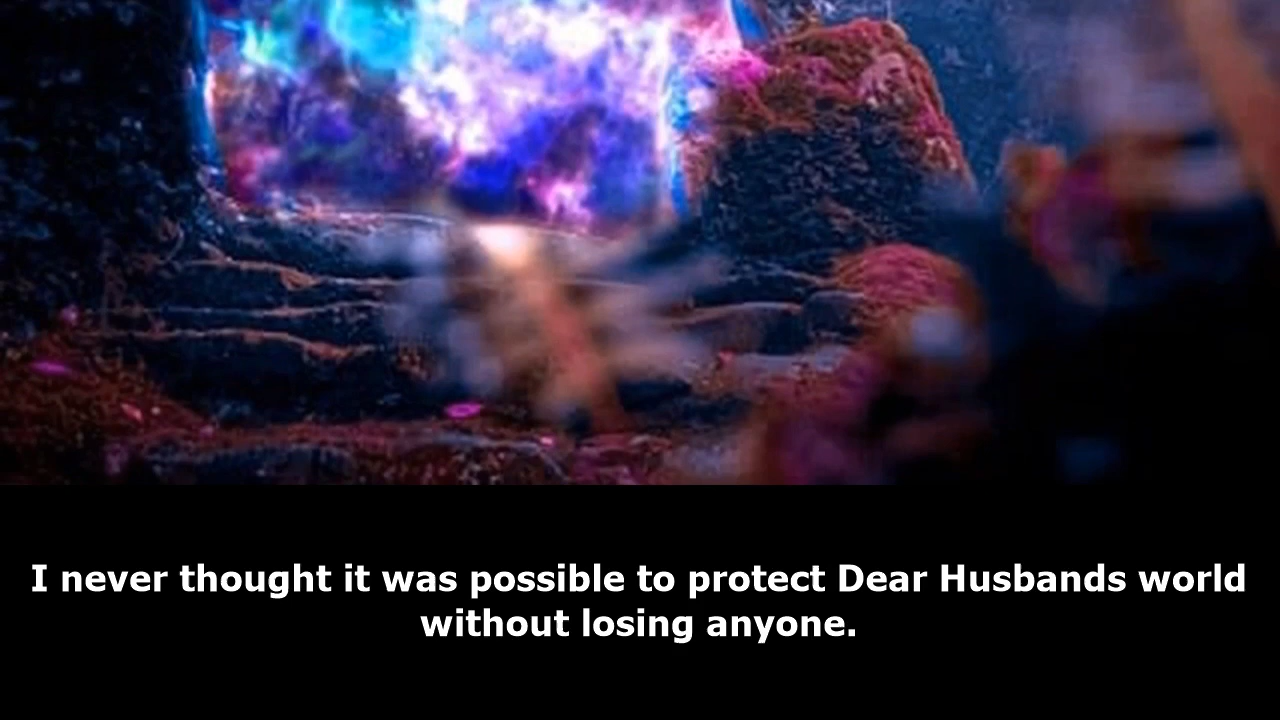 I never thought it was possible to protect Dear Husbands world
without losing anyone.